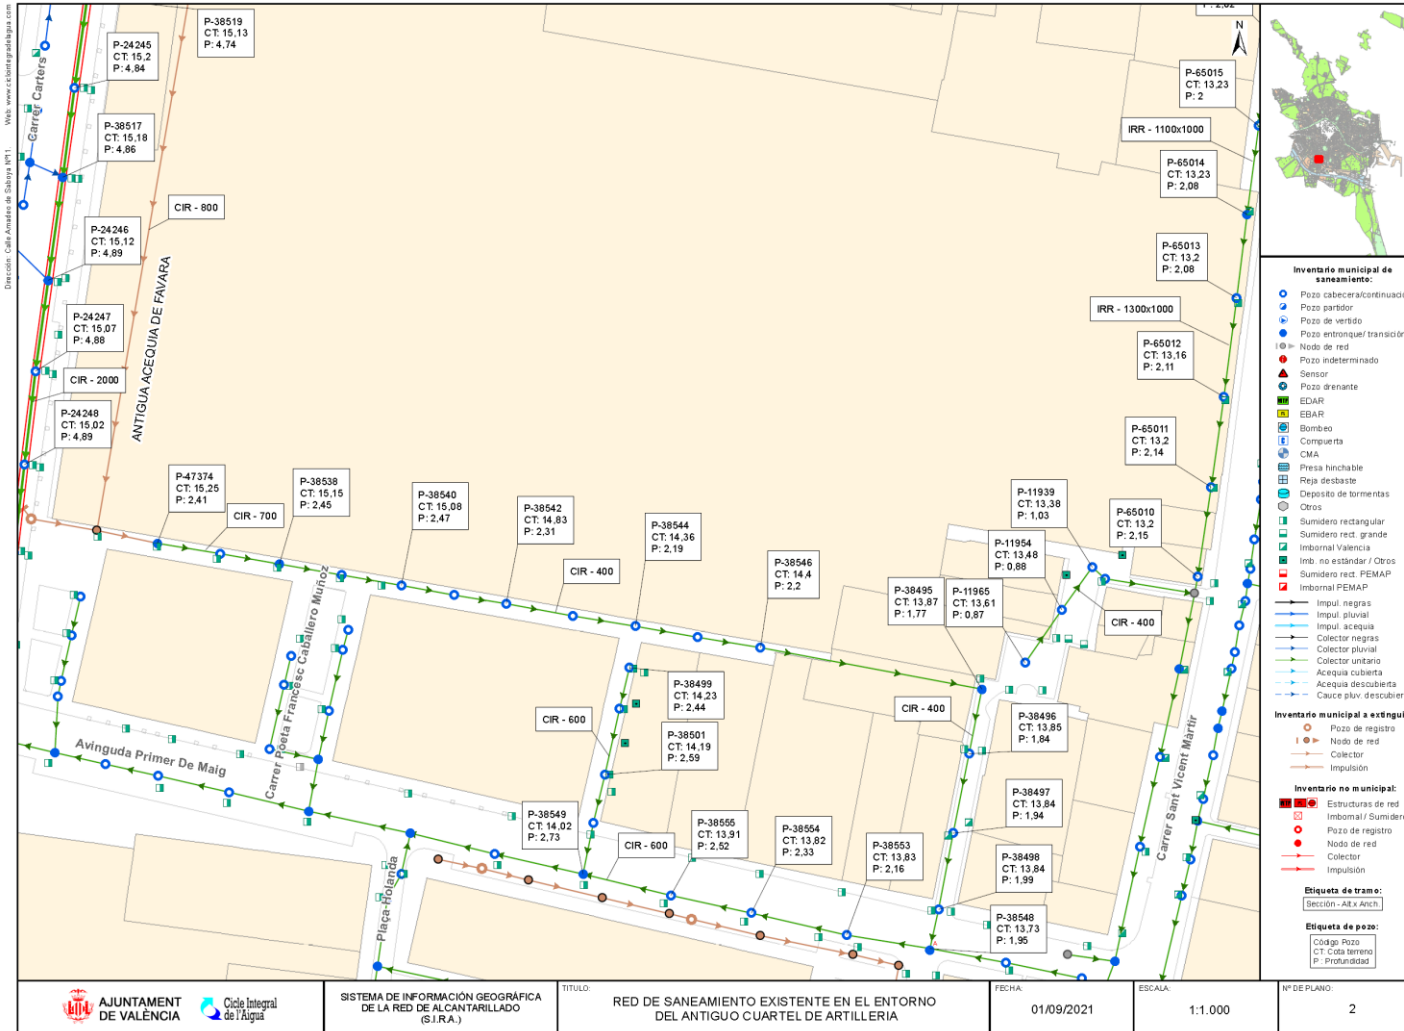 P-38519
CT: 15,13
P: 4,74
P-24245
CT: 15,2
P: 4,84
P-38517
CT: 15,18
P: 4,86
CIR - 800
P-24246
CT: 15,12
P: 4,89
P-24247
CT: 15,07
P: 4,88
CIR - 2000
P-24248
CT: 15,02
P: 4,89
Carrer Carters
ANTIGUA ACEQUIA DE FAVARA
Web: www.ciclointegraldelagua.com
Dirección: Calle Amadeo de Saboya Nº11
N
P-65015
CT: 13,23
P: 2
IRR - 1100x1000
P-65014
CT: 13,23
P: 2,08
P-65013
CT: 13,2
P: 2,08
IRR - 1300x1000
P-65012
CT: 13,16
P: 2,11
P-65011
CT: 13,2
P: 2,14
P-65010
CT: 13,2
P: 2,15
P-47374
CT: 15,25
P: 2,41
CIR - 700
P-38538
CT: 15,15
P: 2,45
P-38540
CT: 15,08
P: 2,47
P-38542
CT: 14,83
P: 2,31
CIR - 400
P-38544
CT: 14,36
P: 2,19
P-38546
CT: 14,4
P: 2,2
P-11939
CT: 13,38
P: 1,03
P-11954
CT: 13,48
P: 0,88
P-38495
CT: 13,87
P: 1,77
P-11965
CT: 13,61
P: 0,87
CIR - 400
P-38499
CT: 14,23
P: 2,44
CIR - 600
P-38501
CT: 14,19
P: 2,59
CIR - 400
P-38496
CT: 13,85
P: 1,84
P-38497
CT: 13,84
P: 1,94
P-38498
CT: 13,84
P: 1,99
P-38548
CT: 13,73
P: 1,95
P-38549
CT: 14,02
P: 2,73
CIR - 600
P-38555
CT: 13,91
P: 2,52
P-38554
CT: 13,82
P: 2,33
P-38553
CT: 13,83
P: 2,16
Carrer Poeta Francesc Caballero Muñoz
Avinguda Primer De Maig
Plaça Holanda
Carrer Sant Vicent Màrtir
Inventario municipal de
saneamiento:
Pozo cabecera/continuació
Pozo partidor
Pozo de vertido
Pozo entronque/ transición
Nodo de red
Pozo indeterminado
Sensor
Pozo drenante
EDAR
EBAR
Bombeo
Compuerta
CMA
Presa hinchable
Reja desbaste
Deposito de tormentas
Otros
Sumidero rectangular
Sumidero rect. grande
Imbornal Valencia
Imb. no estándar / Otros
Sumidero rect. PEMAP
Imbornal PEMAP
Impul. negras
Impul. pluvial
Impul. acequia
Colector negras
Colector pluvial
Colector unitario
Acequia cubierta
Acequia descubierta
Cauce pluv. descubier
Inventario municipal a extingui
Pozo de registro
Nodo de red
Colector
Impulsión
Inventario no municipal:
Estructuras de red
Imbornal / Sumidero
Pozo de registro
Nodo de red
Colector
Impulsión
Etiqueta de tramo:
Sección - Alt.x Anch.
Etiqueta de pozo:
Código Pozo
CT: Cota terreno
P : Profundidad
AJUNTAMENT
DE VALÈNCIA
Cicle Integral
de l'Aigua
SISTEMA DE INFORMACIÓN GEOGRÁFICA
DE LA RED DE ALCANTARILLADO
(S.I.R.A.)
TITULO:
RED DE SANEAMIENTO EXISTENTE EN EL ENTORNO
DEL ANTIGUO CUARTEL DE ARTILLERIA
FECHA:
01/09/2021
ESCALA:
1:1.000
Nº DE PLANO:
2